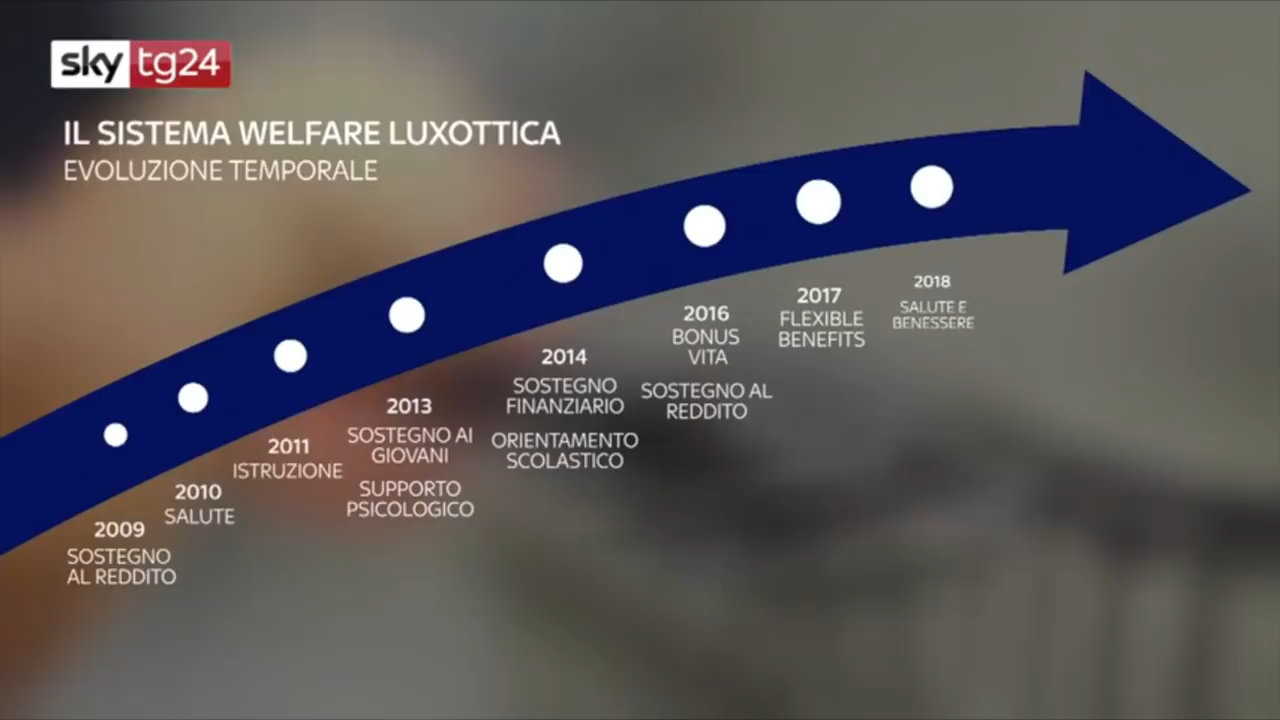 sky tg24
IL SISTEMA WELFARE LUXOTTICA
EVOLUZIONE TEMPORALE
2009
SOSTEGNO
AL REDDITO
2010
SALUTE
2011
ISTRUZIONE
2013
SOSTEGNO AI
GIOVANI
SUPPORTO
PSICOLOGICO
2014
SOSTEGNO
FINANZIARIO
ORIENTAMENTO
SCOLASTICO
2016
BONUS
VITA
SOSTEGNO AL
REDDITO
2017
FLEXIBLE
BENEFITS
2018
SALUTE E
BENESSERE